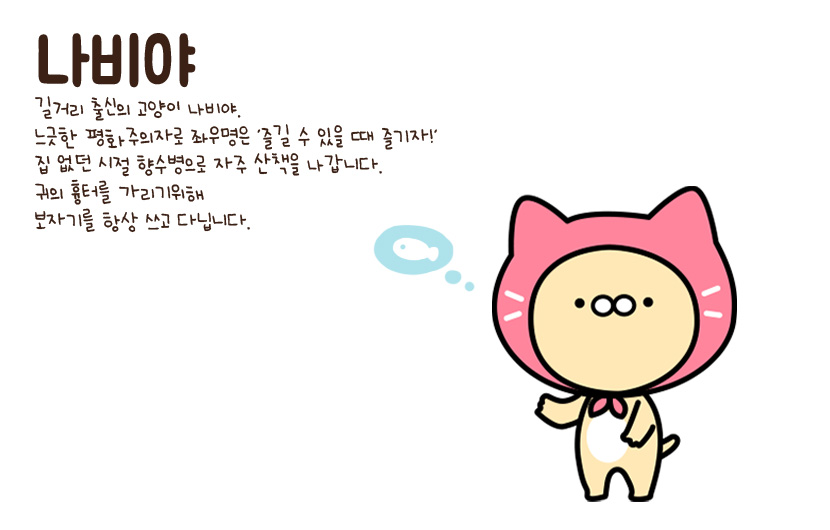 나비야
길거리 출신의 고양이 나비야.
느긋한 평화주의자로 좌우명은 '즐길 수 있을 때 즐기자!'
집 없던 시절 향수병으로 자주 산책을 나갑니다.
귀의 흉터를 가리기위해
보자기를 항상 쓰고 다닙니다.